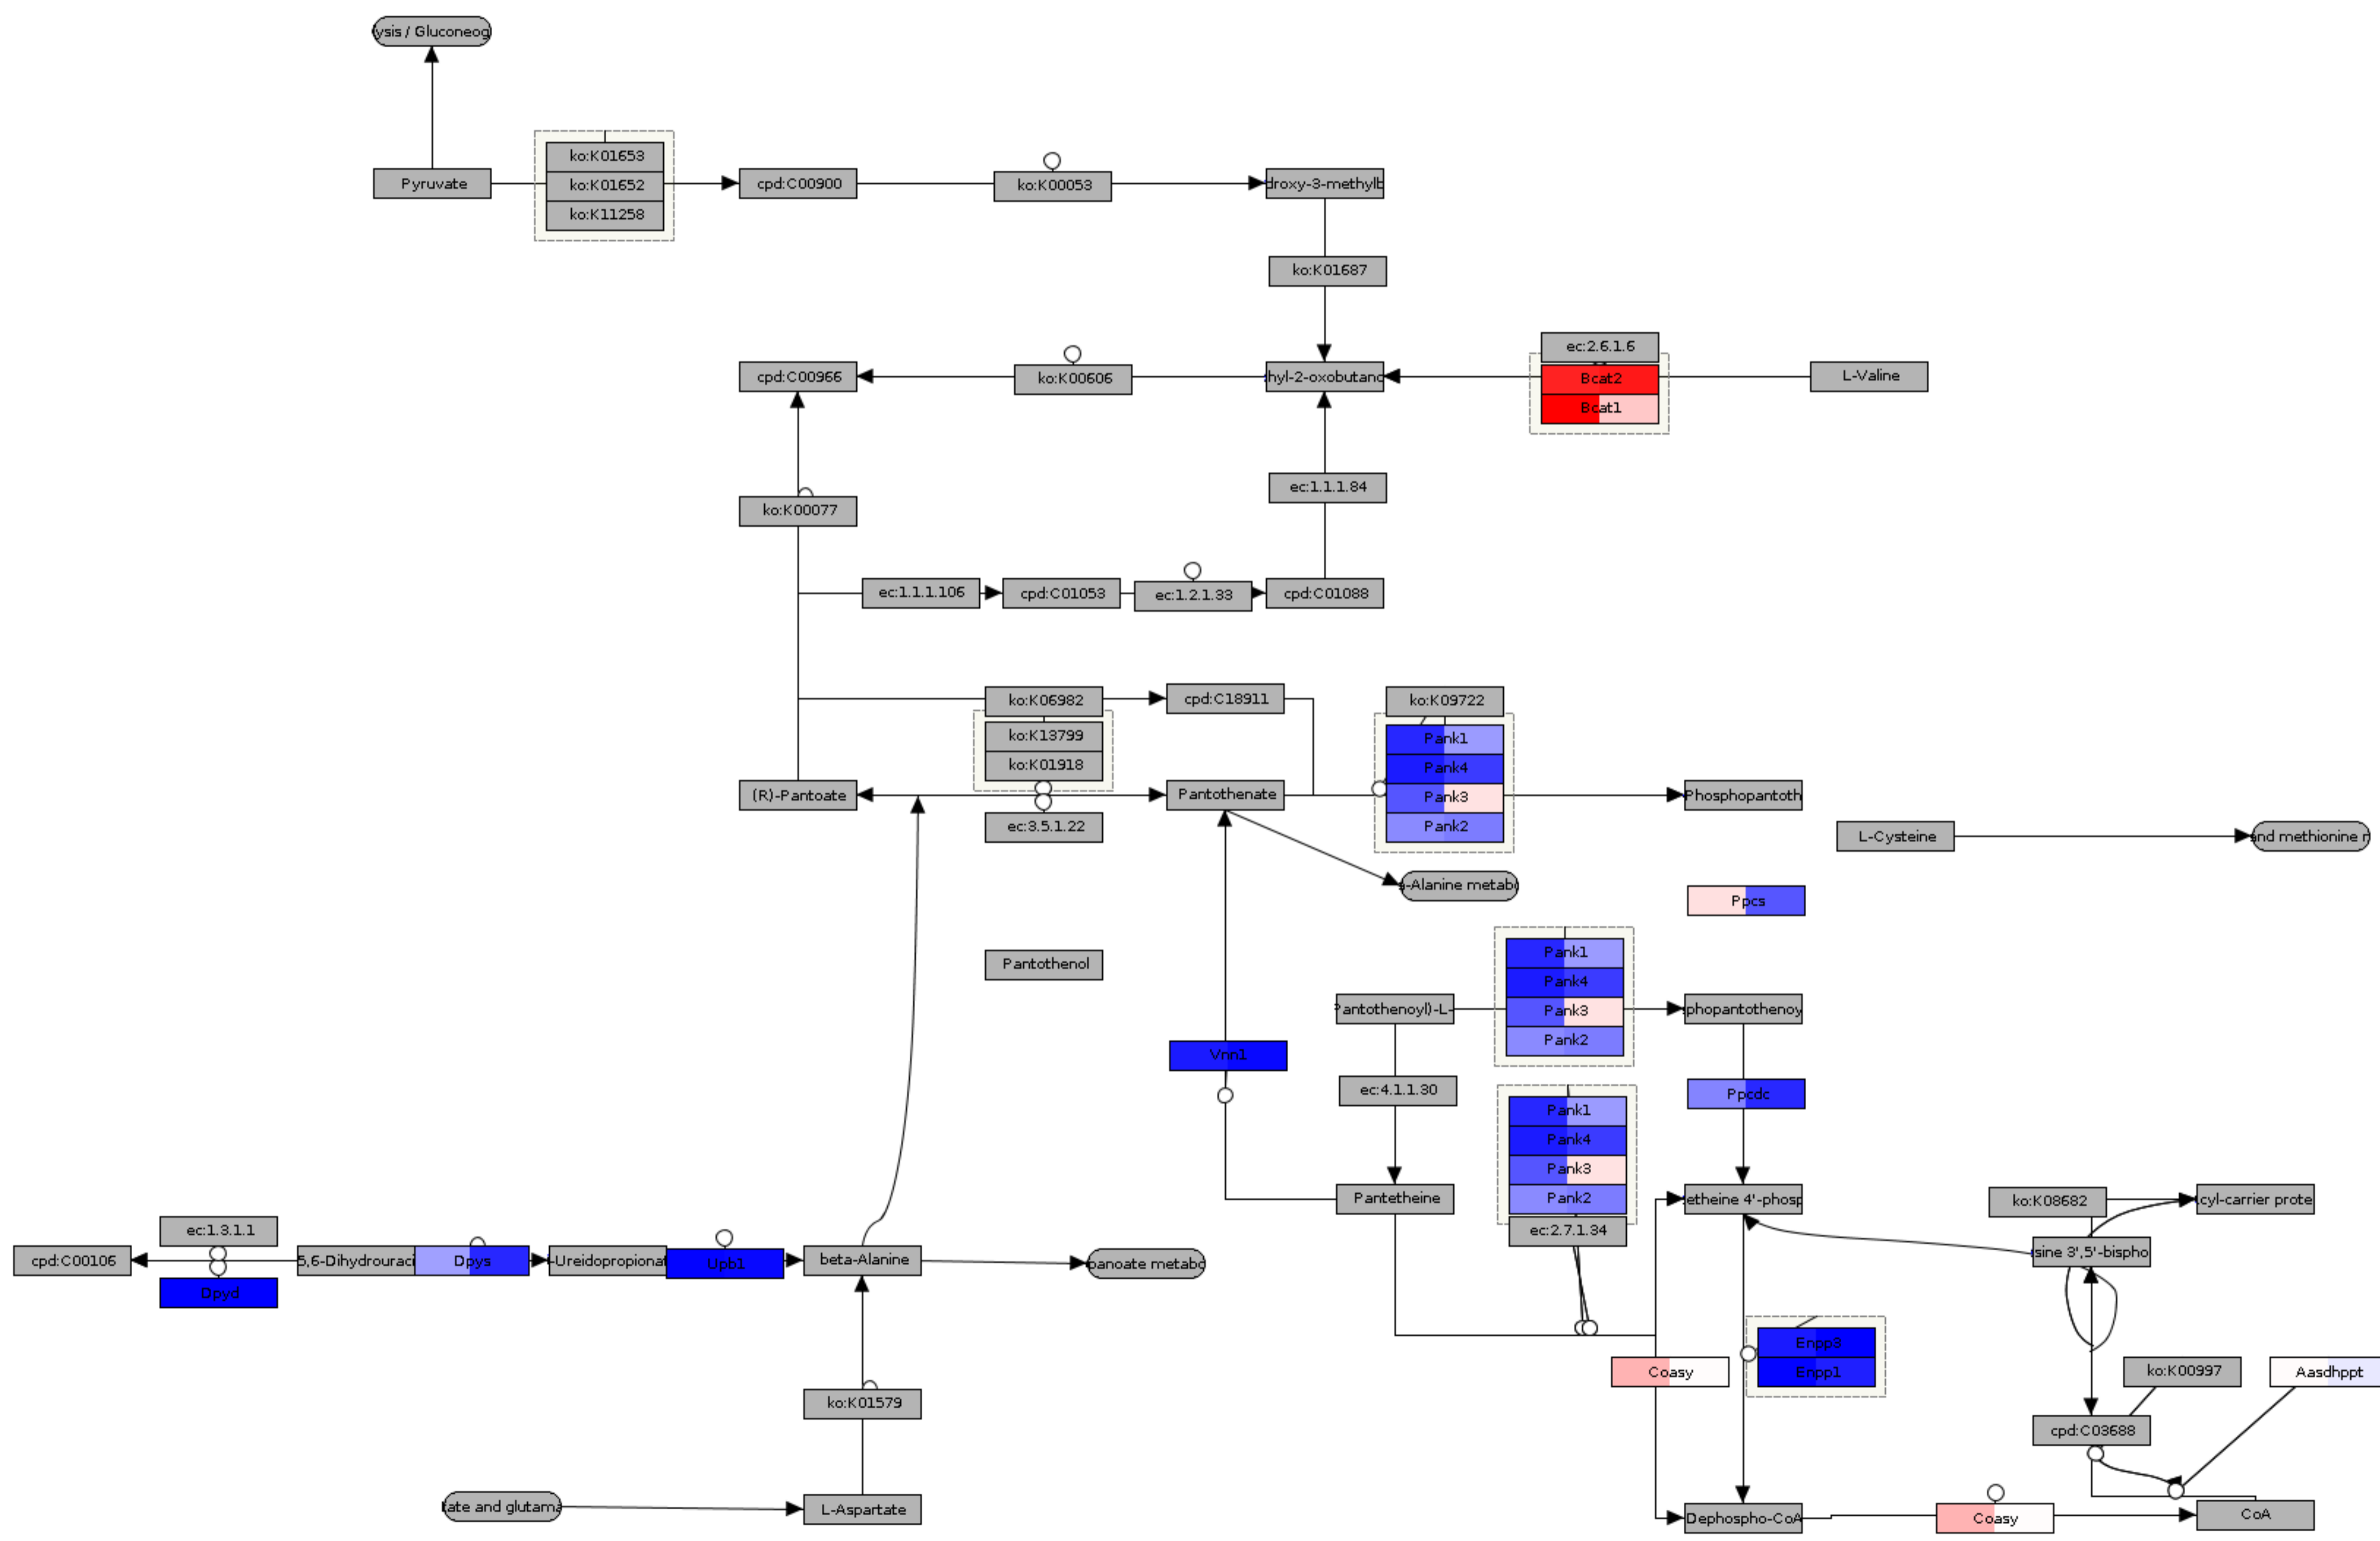 ysis / Gluconeog
ko:K01653
Pyruvate
ko:K01652
cpd:C00900
ko:K00053
droxy-3-methylb
ko:K11258
ko:K01687
ec:2.6.1.6
cpd:C00966
ko:K00606
hyl-2-oxobutano
Bcat2
L-Valine
Bcat1
ec:1.1.1.84
ko:K00077
ec:1.1.1.106
cpd:C01053
ec:1.2.1.33
cpd:C01088
ko:K06982
cpd:C18911
ko:K09722
ko:K13799
Pank1
ko:K01918
Pank4
(R)-Pantoate
Pantothenate
Pank3
Phosphopantoth
ec:3.5.1.22
Pank2
L-Cysteine
and methionine m
-Alanine metabo
Ppcs
Pantothenol
Pank1
Pank4
Pantothenoyl)-L-
Pank3
phopantothenoy
Pank2
Vnn1
ec:4.1.1.30
Ppcdc
Pank1
Pank4
Pank3
Pantetheine
Pank2
etheine 4'-phosp
ko:K08682
cyl-carrier prote
ec:1.3.1.1
ec:2.7.1.34
sine 3',5'-bispho
cpd:C00106
5,6-Dihydrouraci
Dpys
-Ureidopropionat
Upb1
beta-Alanine
panoate metabo
Dpyd
Enpp3
Coasy
Enpp1
ko:K00997
Aasdhppt
ko:K01579
cpd:C03688
tate and glutama
L-Aspartate
Dephospho-CoA
Coasy
CoA